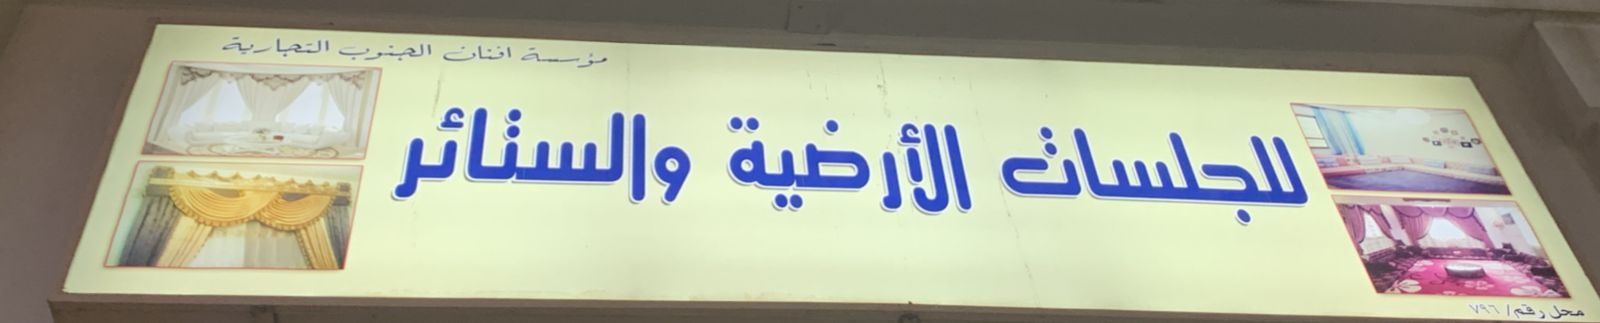 مؤسسة افنان الجنوب التجارية
للجلسات الأرضية والستائر
محل رقم / ٧٩٦